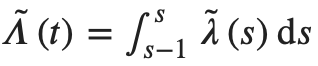 Λ̃ (t) = ∫_{s−1}^{s} λ̃ (s) ds